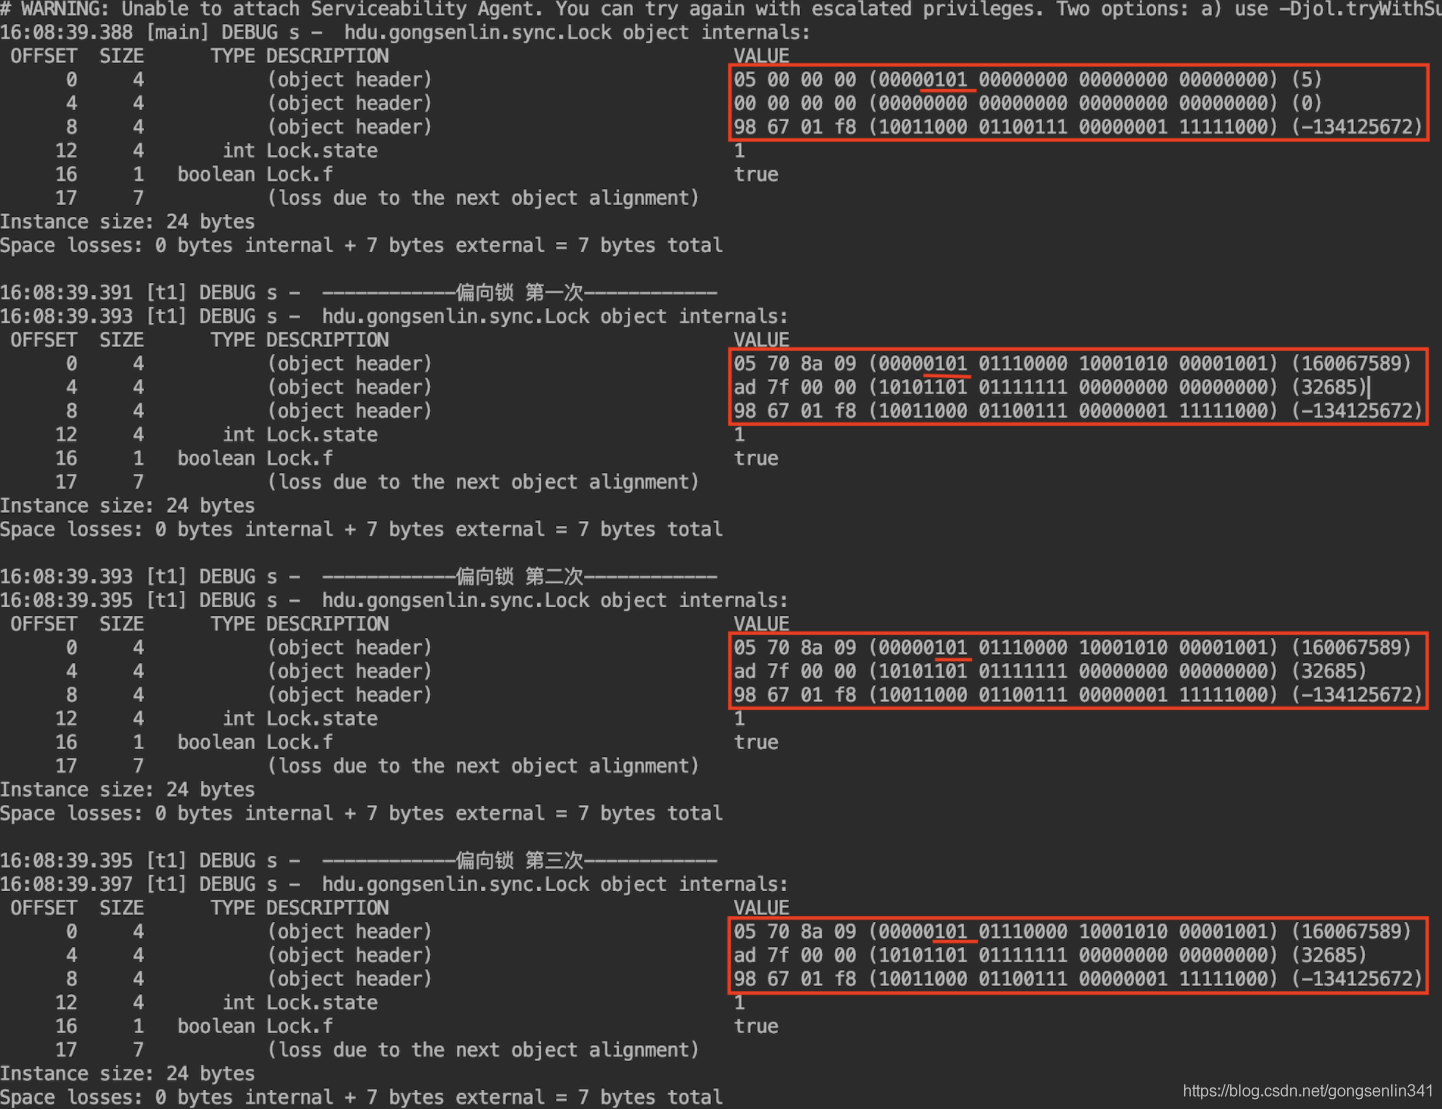 # WARNING: Unable to attach Serviceability Agent. You can try again with escalated privileges. Two options: a) use -Djol.tryWithSu
16:08:39.388 [main] DEBUG s -  hdu.gongsenlin.sync.Lock object internals:
 OFFSET  SIZE      TYPE DESCRIPTION                               VALUE
      0     4           (object header)                           05 00 00 00 (00000101 00000000 00000000 00000000) (5)
      4     4           (object header)                           00 00 00 00 (00000000 00000000 00000000 00000000) (0)
      8     4           (object header)                           98 67 01 f8 (10011000 01100111 00000001 11111000) (-134125672)
     12     4       int Lock.state                                1
     16     1   boolean Lock.f                                    true
     17     7           (loss due to the next object alignment)
Instance size: 24 bytes
Space losses: 0 bytes internal + 7 bytes external = 7 bytes total
16:08:39.391 [t1] DEBUG s -  ------------偏向锁 第一次------------
16:08:39.393 [t1] DEBUG s -  hdu.gongsenlin.sync.Lock object internals:
 OFFSET  SIZE      TYPE DESCRIPTION                               VALUE
      0     4           (object header)                           05 70 8a 09 (00000101 01110000 10001010 00001001) (160067589)
      4     4           (object header)                           ad 7f 00 00 (10101101 01111111 00000000 00000000) (32685)
      8     4           (object header)                           98 67 01 f8 (10011000 01100111 00000001 11111000) (-134125672)
     12     4       int Lock.state                                1
     16     1   boolean Lock.f                                    true
     17     7           (loss due to the next object alignment)
Instance size: 24 bytes
Space losses: 0 bytes internal + 7 bytes external = 7 bytes total
16:08:39.393 [t1] DEBUG s -  ------------偏向锁 第二次------------
16:08:39.395 [t1] DEBUG s -  hdu.gongsenlin.sync.Lock object internals:
 OFFSET  SIZE      TYPE DESCRIPTION                               VALUE
      0     4           (object header)                           05 70 8a 09 (00000101 01110000 10001010 00001001) (160067589)
      4     4           (object header)                           ad 7f 00 00 (10101101 01111111 00000000 00000000) (32685)
      8     4           (object header)                           98 67 01 f8 (10011000 01100111 00000001 11111000) (-134125672)
     12     4       int Lock.state                                1
     16     1   boolean Lock.f                                    true
     17     7           (loss due to the next object alignment)
Instance size: 24 bytes
Space losses: 0 bytes internal + 7 bytes external = 7 bytes total
16:08:39.395 [t1] DEBUG s -  ------------偏向锁 第三次------------
16:08:39.397 [t1] DEBUG s -  hdu.gongsenlin.sync.Lock object internals:
 OFFSET  SIZE      TYPE DESCRIPTION                               VALUE
      0     4           (object header)                           05 70 8a 09 (00000101 01110000 10001010 00001001) (160067589)
      4     4           (object header)                           ad 7f 00 00 (10101101 01111111 00000000 00000000) (32685)
      8     4           (object header)                           98 67 01 f8 (10011000 01100111 00000001 11111000) (-134125672)
     12     4       int Lock.state                                1
     16     1   boolean Lock.f                                    true
     17     7           (loss due to the next object alignment)
Instance size: 24 bytes
Space losses: 0 bytes internal + 7 bytes external = 7 bytes total
https://blog.csdn.net/gongsenlin341